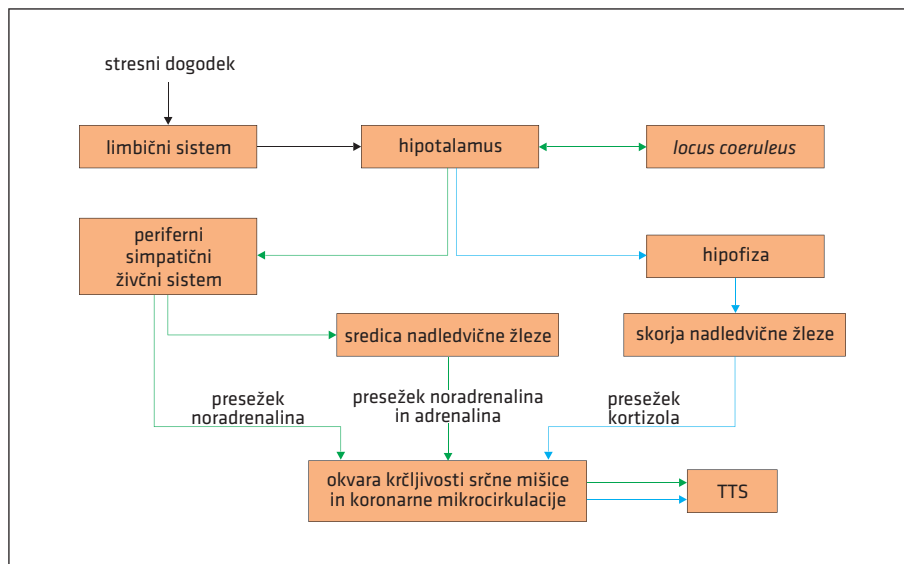 stresni dogodek
limbični sistem
hipotalamus
locus coeruleus
periferni
simpatični
živčni sistem
hipofiza
sredica nadledvične žleze
skorja nadledvične žleze
presežek
noradrenalina
presežek noradrenalina
in adrenalina
presežek
kortizola
okvara krčljivosti srčne mišice
in koronarne mikrocirkulacije
TTS